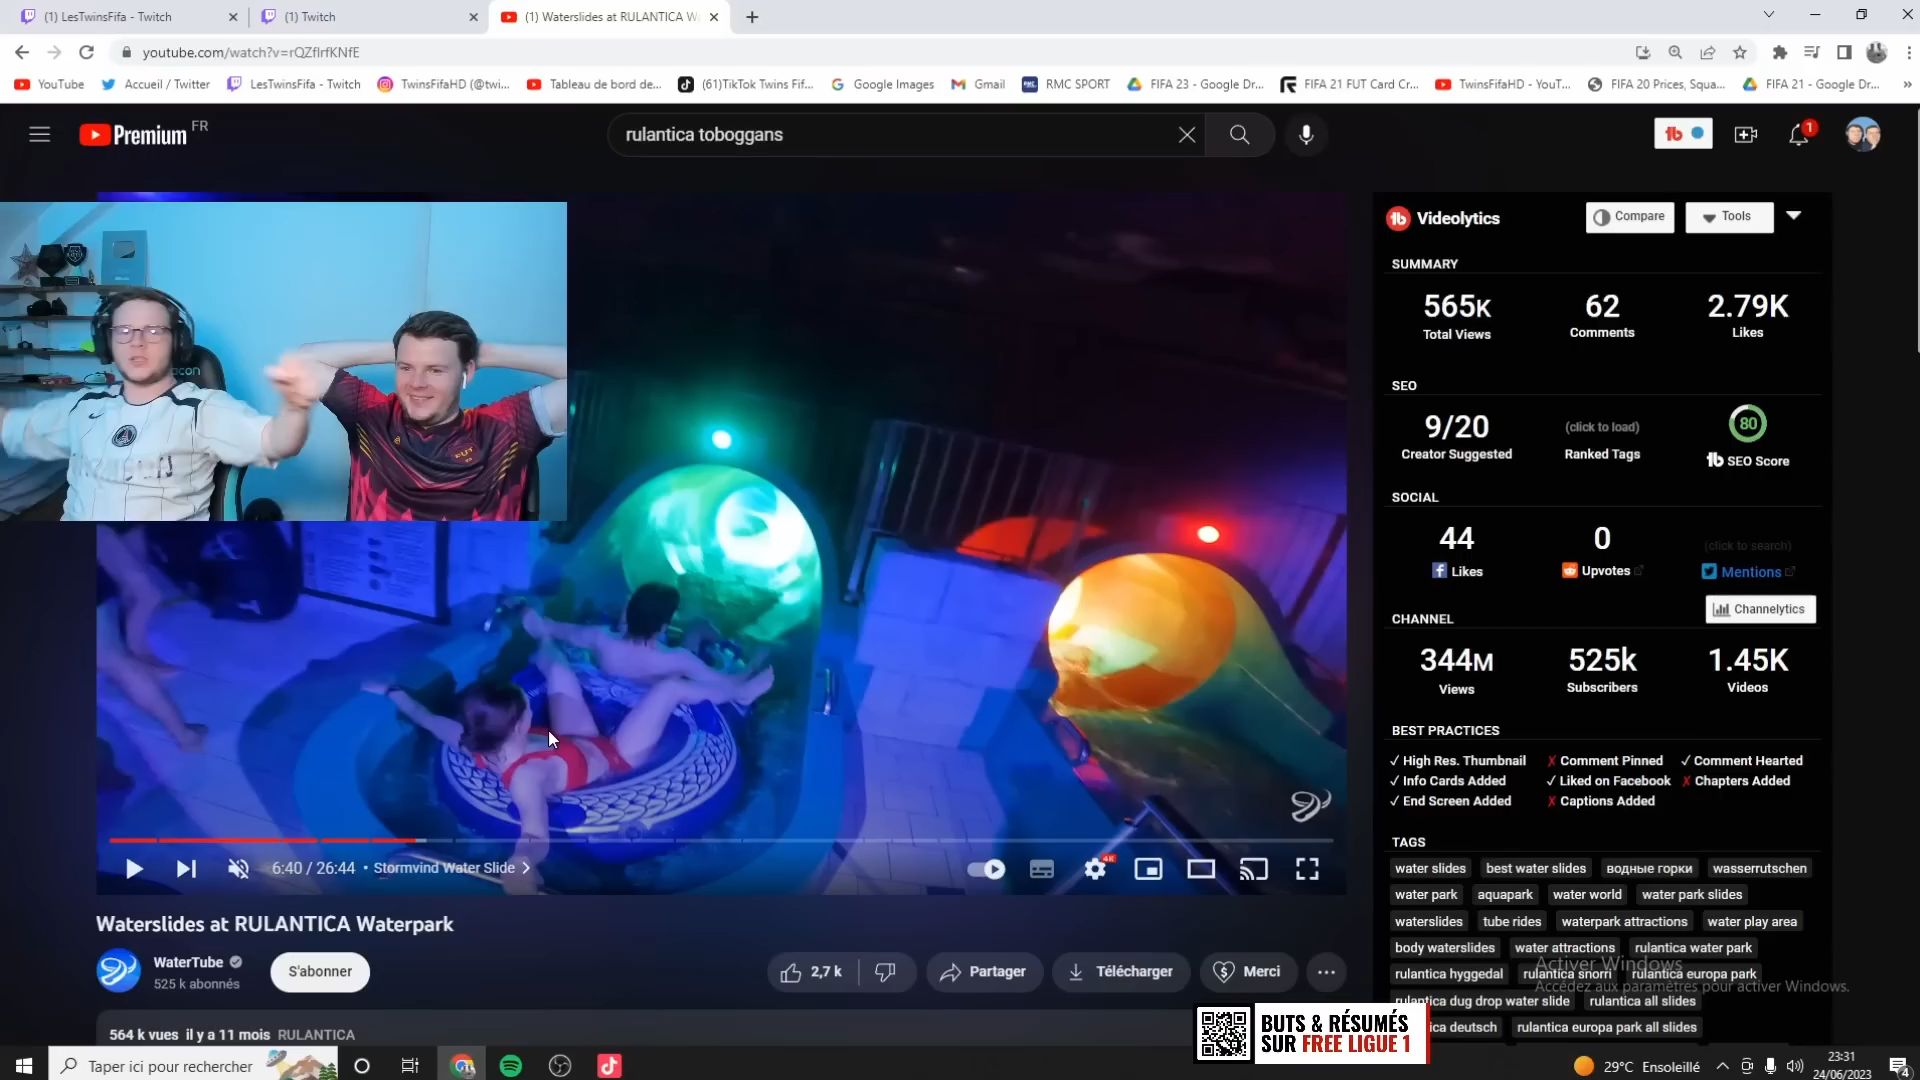 (1) LesTwinsFifa - Twitch
(1) Twitch
(1) Waterslides at RULANTICA W
youtube.com/watch?v=rQZflrfKNfE
YouTube
Accueil / Twitter
LesTwinsFifa - Twitch
TwinsFifaHD (@twi...
Tableau de bord de...
(61)TikTok Twins Fif...
Google Images
Gmail
RMC SPORT
FIFA 23 - Google Dr...
FIFA 21 FUT Card Cr...
TwinsFifaHD - YouT...
FIFA 20 Prices, Squa...
FIFA 21 - Google Dr...
Premium FR
rulantica toboggans
1
Videolytics
Compare
Tools
SUMMARY
565K
62
2.79K
Total Views
Comments
Likes
SEO
9/20
(click to load)
80
Creator Suggested
Ranked Tags
SEO Score
SOCIAL
44
0
(click to search)
Likes
Upvotes
Mentions
CHANNEL
Channelytics
344M
525k
1.45K
Views
Subscribers
Videos
BEST PRACTICES
✓ High Res. Thumbnail
✗ Comment Pinned
✓ Comment Hearted
✓ Info Cards Added
✓ Liked on Facebook
✗ Chapters Added
✓ End Screen Added
✗ Captions Added
TAGS
water slides
best water slides
водные горки
wasserrutschen
water park
aquapark
water world
water park slides
waterslides
tube rides
waterpark attractions
water play area
body waterslides
water attractions
rulantica water park
rulantica hyggedal
rulantica snorri
rulantica europa park
rulantica dug drop water slide
rulantica all slides
ica deutsch
rulantica europa park all slides
Activer Windows
Accédez aux paramètres pour activer Windows.
FUT
6:40 / 26:44 • Stormvind Water Slide
4K
Waterslides at RULANTICA Waterpark
WaterTube
525 k abonnés
S'abonner
2,7 k
Partager
Télécharger
Merci
564 k vues il y a 11 mois RULANTICA
BUTS & RÉSUMÉS
SUR FREE LIGUE 1
Taper ici pour rechercher
29°C Ensoleillé
23:31
24/06/2023
4